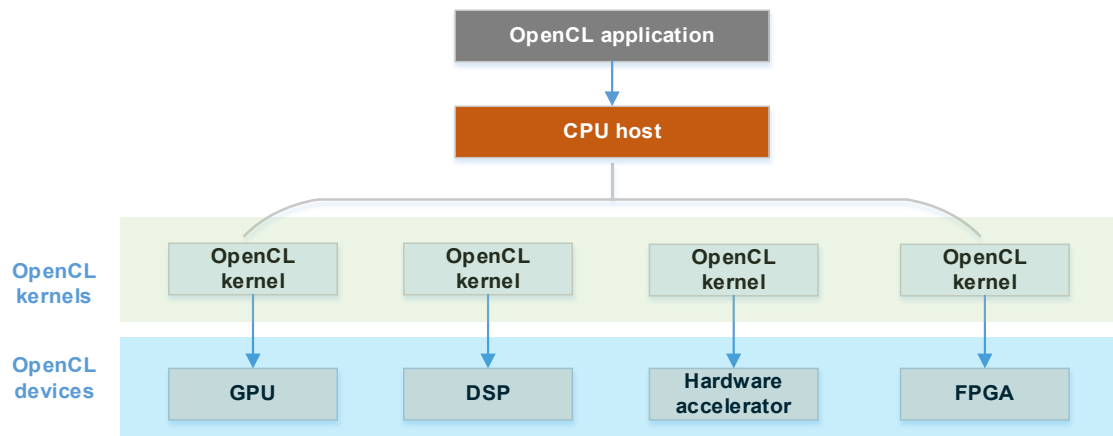 OpenCL application
CPU host
OpenCL
kernels
OpenCL
kernel
OpenCL
kernel
OpenCL
kernel
OpenCL
kernel
OpenCL
devices
GPU
DSP
Hardware
accelerator
FPGA